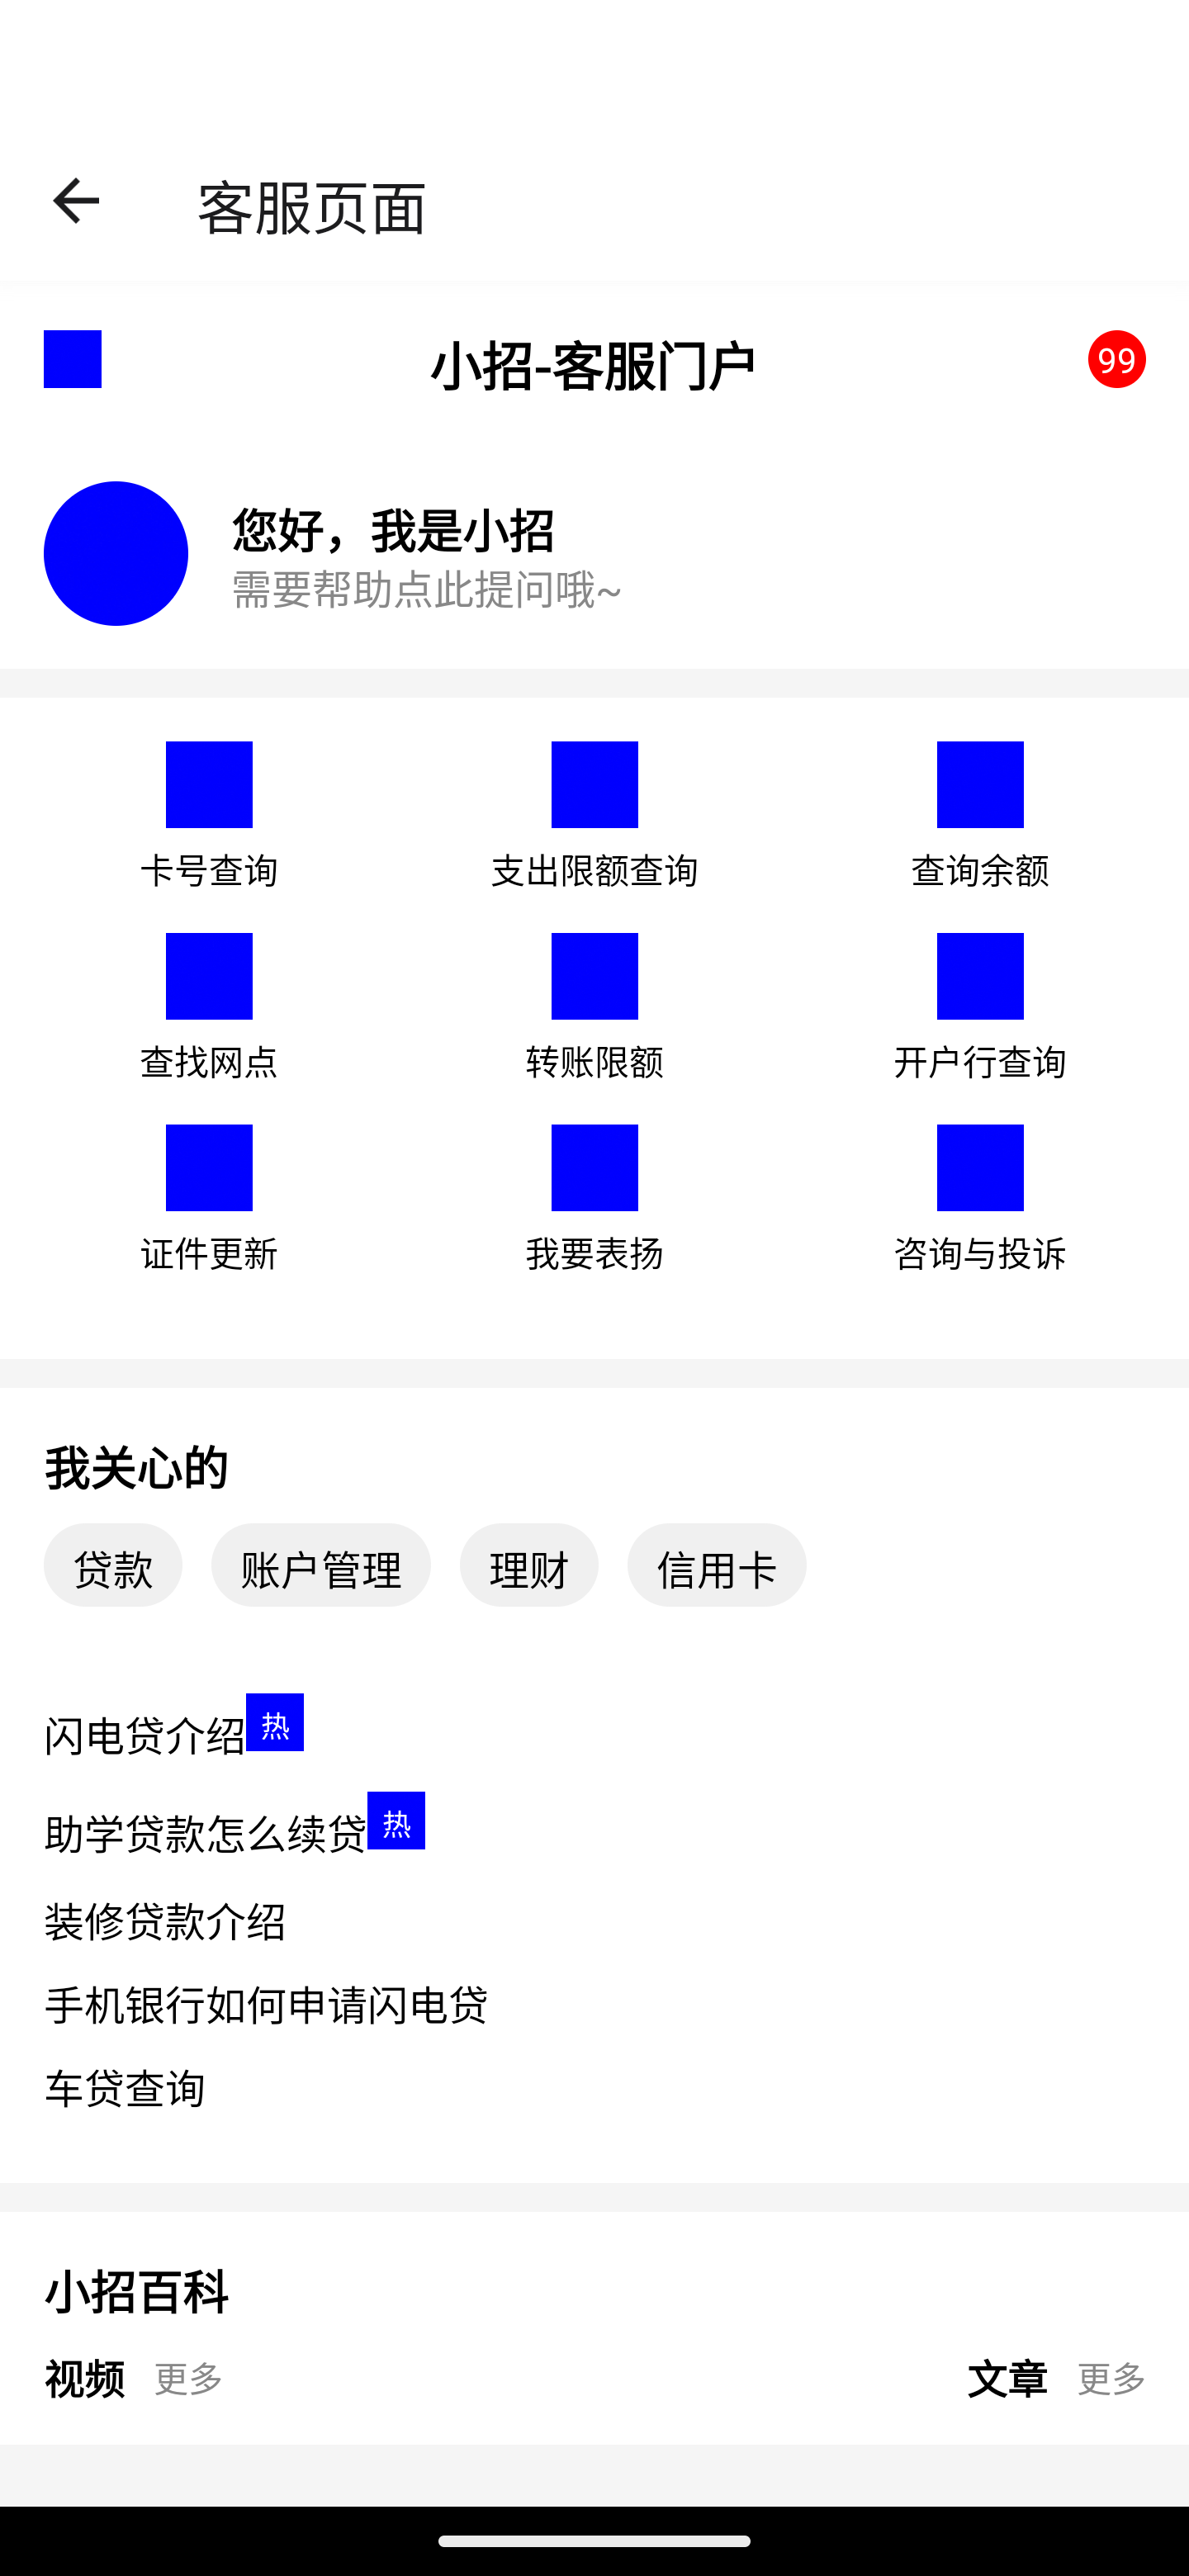 客服页面
小招-客服门户
99
您好，我是小招
需要帮助点此提问哦~
卡号查询 支出限额查询 查询余额
查找网点 转账限额 开户行查询
证件更新 我要表扬 咨询与投诉
我关心的
贷款 账户管理 理财 信用卡
闪电贷介绍 热
助学贷款怎么续贷 热
装修贷款介绍
手机银行如何申请闪电贷
车贷查询
小招百科
视频 更多 文章 更多